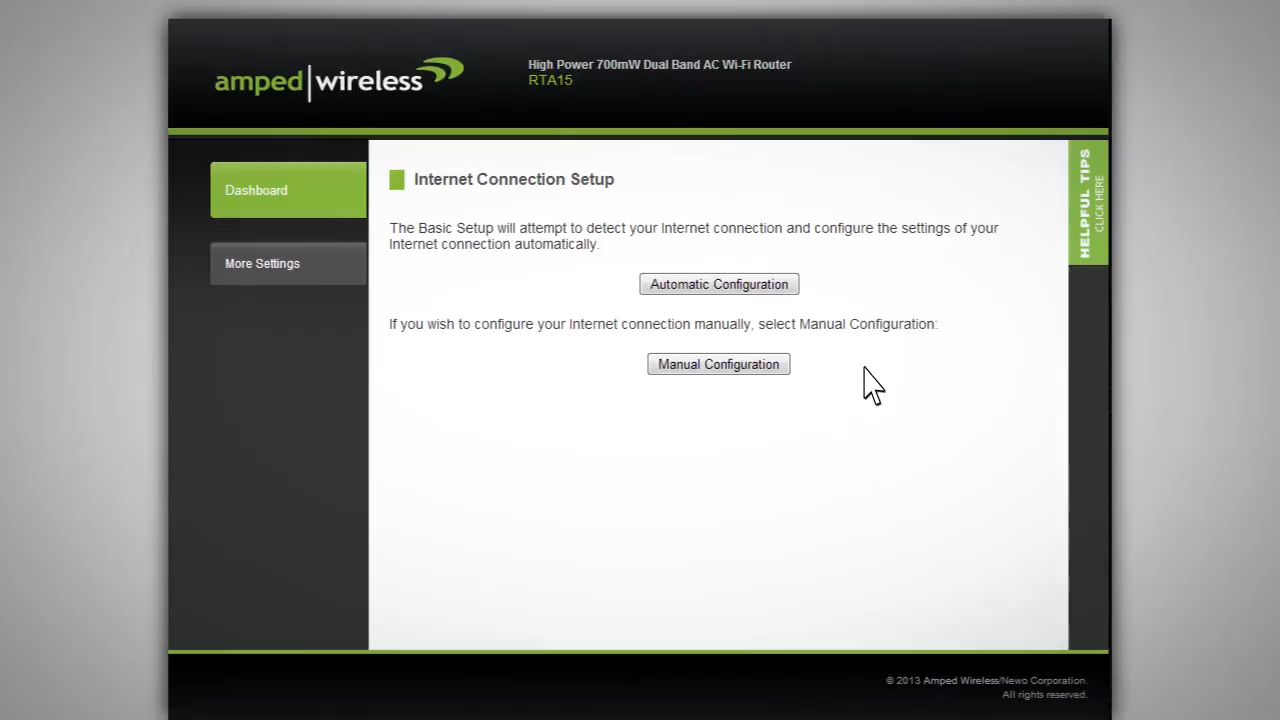 amped|wireless
High Power 700mW Dual Band AC Wi-Fi Router
RTA15
Dashboard
More Settings
Internet Connection Setup
The Basic Setup will attempt to detect your Internet connection and configure the settings of your
Internet connection automatically.
Automatic Configuration
If you wish to configure your Internet connection manually, select Manual Configuration:
Manual Configuration
HELPFUL TIPS
CLICK HERE
© 2013 Amped Wireless/Newo Corporation.
All rights reserved.